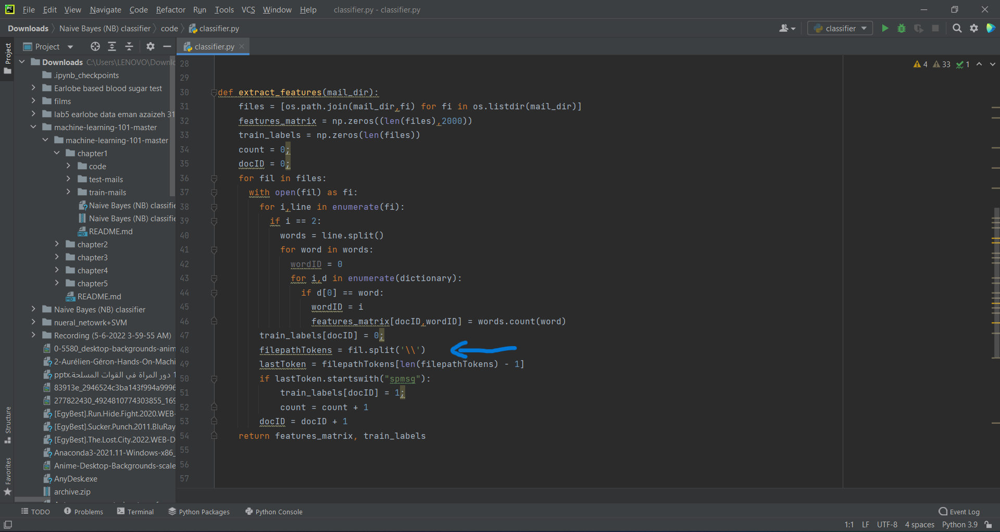 File Edit View Navigate Code Refactor Run Tools VCS Window Help classifier.py - classifier.py
Downloads Naive Bayes (NB) classifier code classifier.py classifier
Project classifier.py
Project
Downloads C:\Users\LENOVO\Downlo
.ipynb_checkpoints
Earlobe based blood sugar test
films
lab5 earlobe data eman azaizeh 31
machine-learning-101-master
machine-learning-101-master
chapter1
code
test-mails
train-mails
Naive Bayes (NB) classifie
Naive Bayes (NB) classifie
README.md
chapter2
chapter3
chapter4
chapter5
README.md
Naive Bayes (NB) classifier
nueral_netowrk+SVM
Recording (5-6-2022 3-59-55 AM)
0-5580_desktop-backgrounds-anim
2-Aurélien-Géron-Hands-On-Machi
1 دور المراة في القوات المسلحة.pptx
83913e_2946524c3ba143f994a9996
277822430_4924810774303855_169
[EgyBest].Run.Hide.Fight.2020.WEB-
[EgyBest].Sucker.Punch.2011.BluRay
[EgyBest].The.Lost.City.2022.WEB-D
Anaconda3-2021.11-Windows-x86_
Anime-Desktop-Backgrounds-scale
AnyDesk.exe
archive.zip
Structure
Favorites
4 33 1
28
29
30 def extract_features(mail_dir):
31 files = [os.path.join(mail_dir,fi) for fi in os.listdir(mail_dir)]
32 features_matrix = np.zeros((len(files),2000))
33 train_labels = np.zeros(len(files))
34 count = 0;
35 docID = 0;
36 for fil in files:
37 with open(fil) as fi:
38 for i,line in enumerate(fi):
39 if i == 2:
40 words = line.split()
41 for word in words:
42 wordID = 0
43 for i,d in enumerate(dictionary):
44 if d[0] == word:
45 wordID = i
46 features_matrix[docID,wordID] = words.count(word)
47 train_labels[docID] = 0;
48 filepathTokens = fil.split('\\')
49 lastToken = filepathTokens[len(filepathTokens) - 1]
50 if lastToken.startswith("spmsg"):
51 train_labels[docID] = 1;
52 count = count + 1
53 docID = docID + 1
54 return features_matrix, train_labels
55
56
57
TODO Problems Terminal Python Packages Python Console Event Log
1:1 LF UTF-8 4 spaces Python 3.9